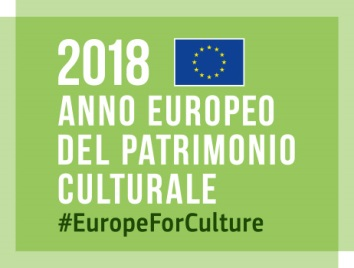 2018
ANNO EUROPEO
DEL PATRIMONIO
CULTURALE
#EuropeForCulture